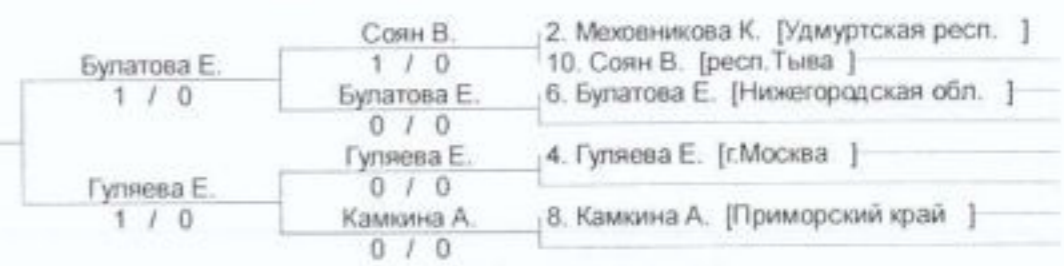 Соян В.
2. Меховникова К. [Удмуртская респ. ]
Булатова Е.
1 / 0
10. Соян В. [респ.Тыва ]
1 / 0
Булатова Е.
6. Булатова Е. [Нижегородская обл. ]
0 / 0
Гуляева Е.
4. Гуляева Е. [г.Москва ]
Гуляева Е.
0 / 0
1 / 0
Камкина А.
8. Камкина А. [Приморский край ]
0 / 0